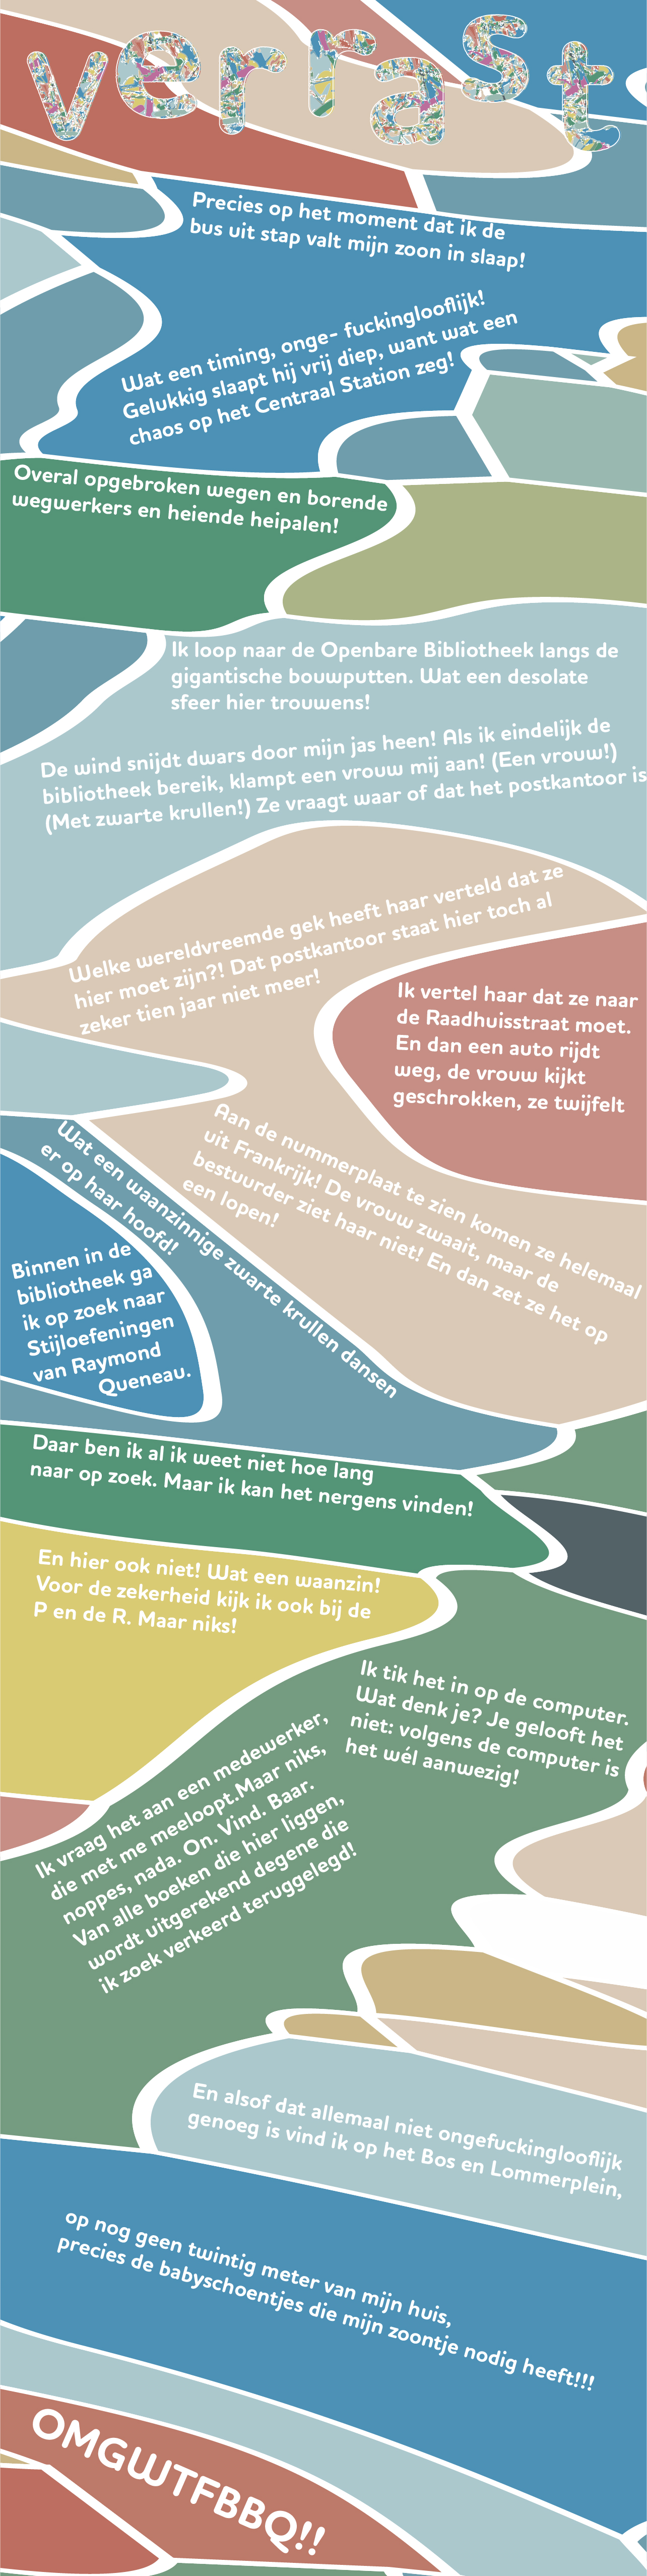 verrast
Precies op het moment dat ik de
bus uit stap valt mijn zoon in slaap!
Wat een timing, onge- fuckinglooflijk!
Gelukkig slaapt hij vrij diep, want wat een
chaos op het Centraal Station zeg!
Overal opgebroken wegen en borende
wegwerkers en heiende heipalen!
Ik loop naar de Openbare Bibliotheek langs de
gigantische bouwputten. Wat een desolate
sfeer hier trouwens!
De wind snijdt dwars door mijn jas heen! Als ik eindelijk de
bibliotheek bereik, klampt een vrouw mij aan! (Een vrouw!)
(Met zwarte krullen!) Ze vraagt waar of dat het postkantoor is
Welke wereldvreemde gek heeft haar verteld dat ze
hier moet zijn?! Dat postkantoor staat hier toch al
zeker tien jaar niet meer!
Ik vertel haar dat ze naar
de Raadhuisstraat moet.
En dan een auto rijdt
weg, de vrouw kijkt
geschrokken, ze twijfelt
Aan de nummerplaat te zien komen ze helemaal
uit Frankrijk! De vrouw zwaait, maar de
bestuurder ziet haar niet! En dan zet ze het op
een lopen!
Wat een waanzinnige zwarte krullen dansen
er op haar hoofd!
Binnen in de
bibliotheek ga
ik op zoek naar
Stijloefeningen
van Raymond
Queneau.
Daar ben ik al ik weet niet hoe lang
naar op zoek. Maar ik kan het nergens vinden!
En hier ook niet! Wat een waanzin!
Voor de zekerheid kijk ik ook bij de
P en de R. Maar niks!
Ik tik het in op de computer.
Wat denk je? Je gelooft het
niet: volgens de computer is
het wél aanwezig!
Ik vraag het aan een medewerker,
die met me meeloopt.Maar niks,
noppes, nada. On. Vind. Baar.
Van alle boeken die hier liggen,
wordt uitgerekend degene die
ik zoek verkeerd teruggelegd!
En alsof dat allemaal niet ongefuckinglooflijk
genoeg is vind ik op het Bos en Lommerplein,
op nog geen twintig meter van mijn huis,
precies de babyschoentjes die mijn zoontje nodig heeft!!!
OMGWTFBBQ!!